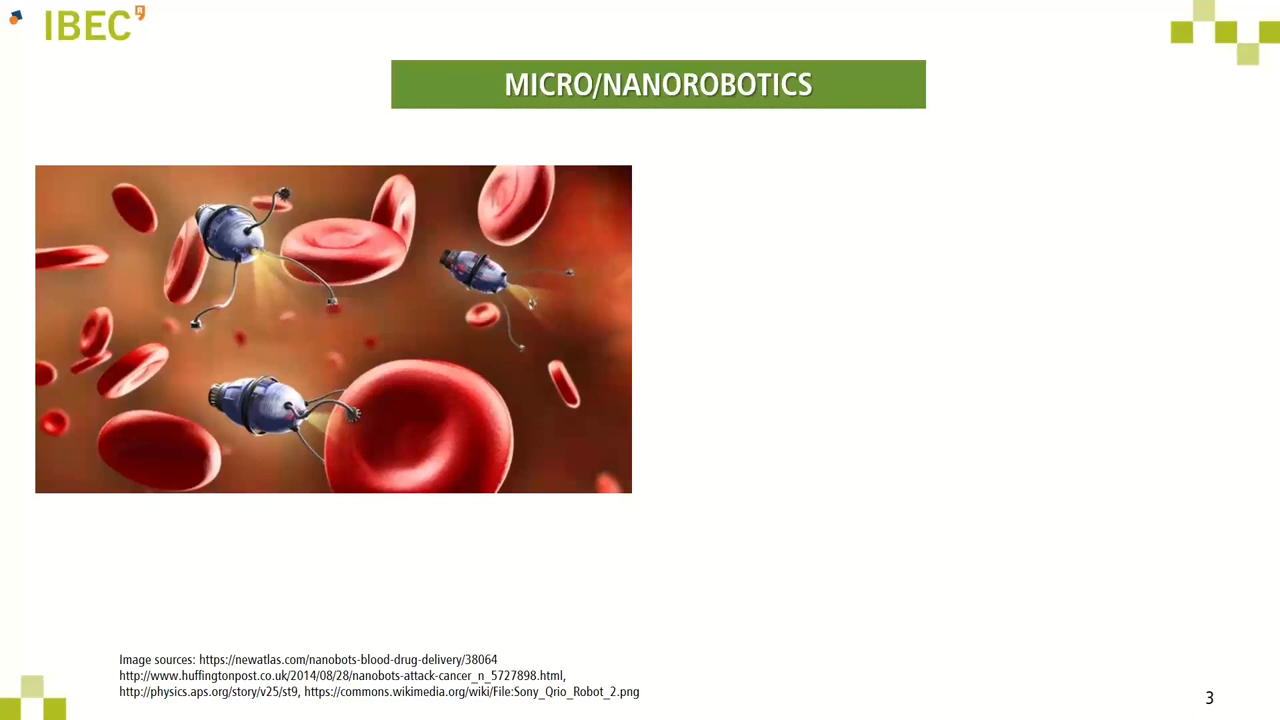 IBEC
MICRO/NANOROBOTICS
Image sources: https://newatlas.com/nanobots-blood-drug-delivery/38064
http://www.huffingtonpost.co.uk/2014/08/28/nanobots-attack-cancer_n_5727898.html,
http://physics.aps.org/story/v25/st9, https://commons.wikimedia.org/wiki/File:Sony_Qrio_Robot_2.png
3